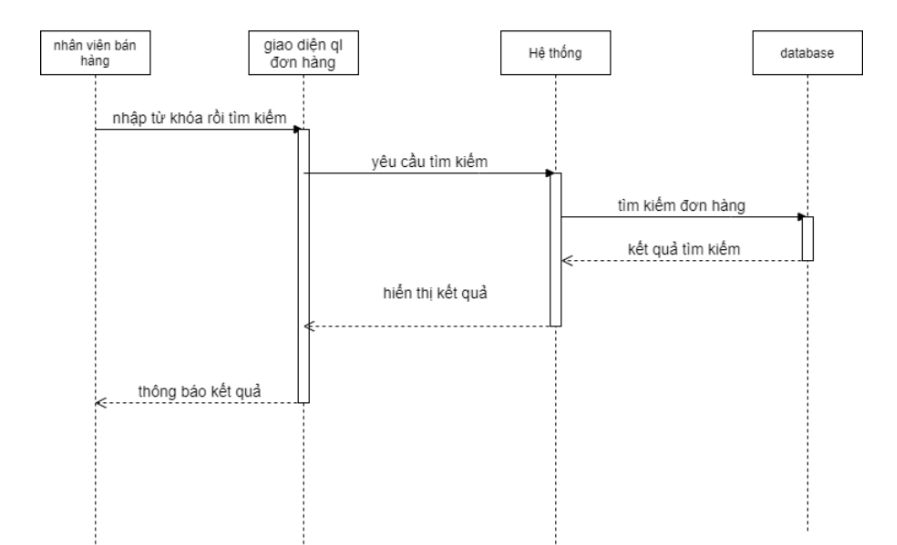 nhân viên bán
hàng
giao diện ql
đơn hàng
Hệ thống
database
nhập từ khóa rồi tìm kiếm
yêu cầu tìm kiếm
tìm kiếm đơn hàng
kết quả tìm kiếm
hiển thị kết quả
thông báo kết quả